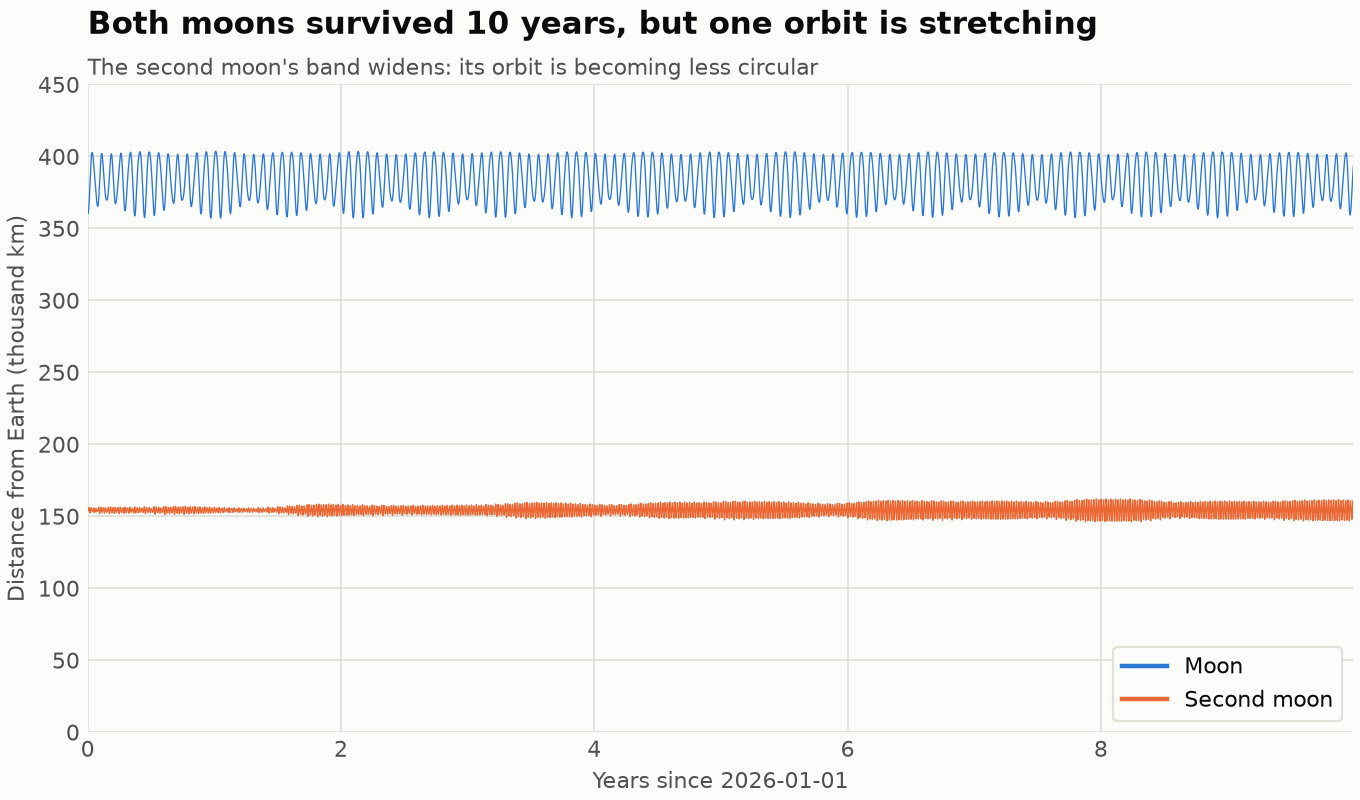 Both moons survived 10 years, but one orbit is stretching
The second moon's band widens: its orbit is becoming less circular
450
400
350
300
250
200
150
100
50
0
Distance from Earth (thousand km)
0 2 4 6 8
Years since 2026-01-01
Moon
Second moon